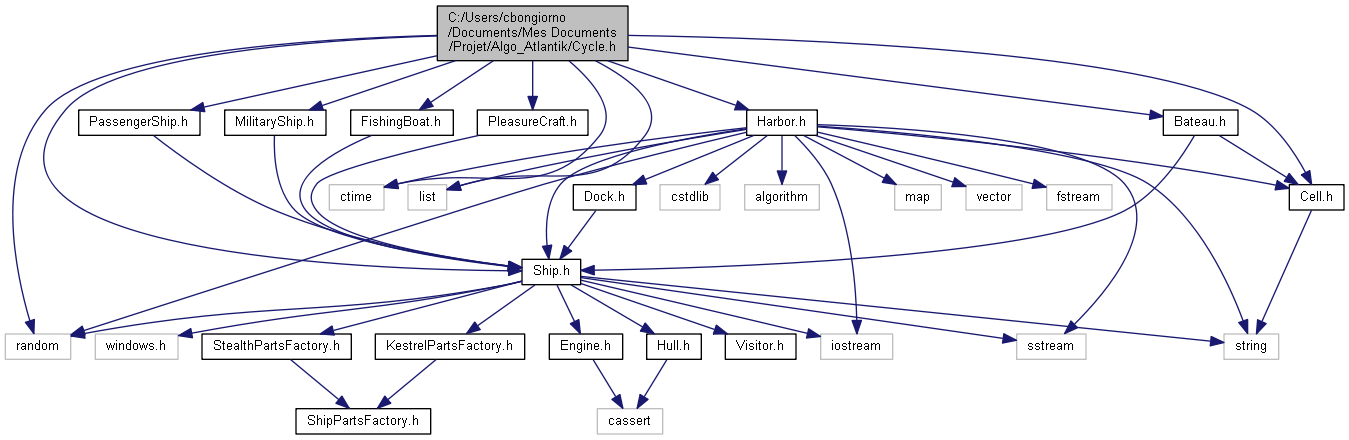 C:/Users/cbongiorno
/Documents/Mes Documents
/Projet/Algo_Atlantik/Cycle.h
PassengerShip.h
MilitaryShip.h
FishingBoat.h
PleasureCraft.h
Harbor.h
Bateau.h
ctime
list
Dock.h
cstdlib
algorithm
map
vector
fstream
Cell.h
Ship.h
random
windows.h
StealthPartsFactory.h
KestrelPartsFactory.h
Engine.h
Hull.h
Visitor.h
iostream
sstream
string
ShipPartsFactory.h
cassert